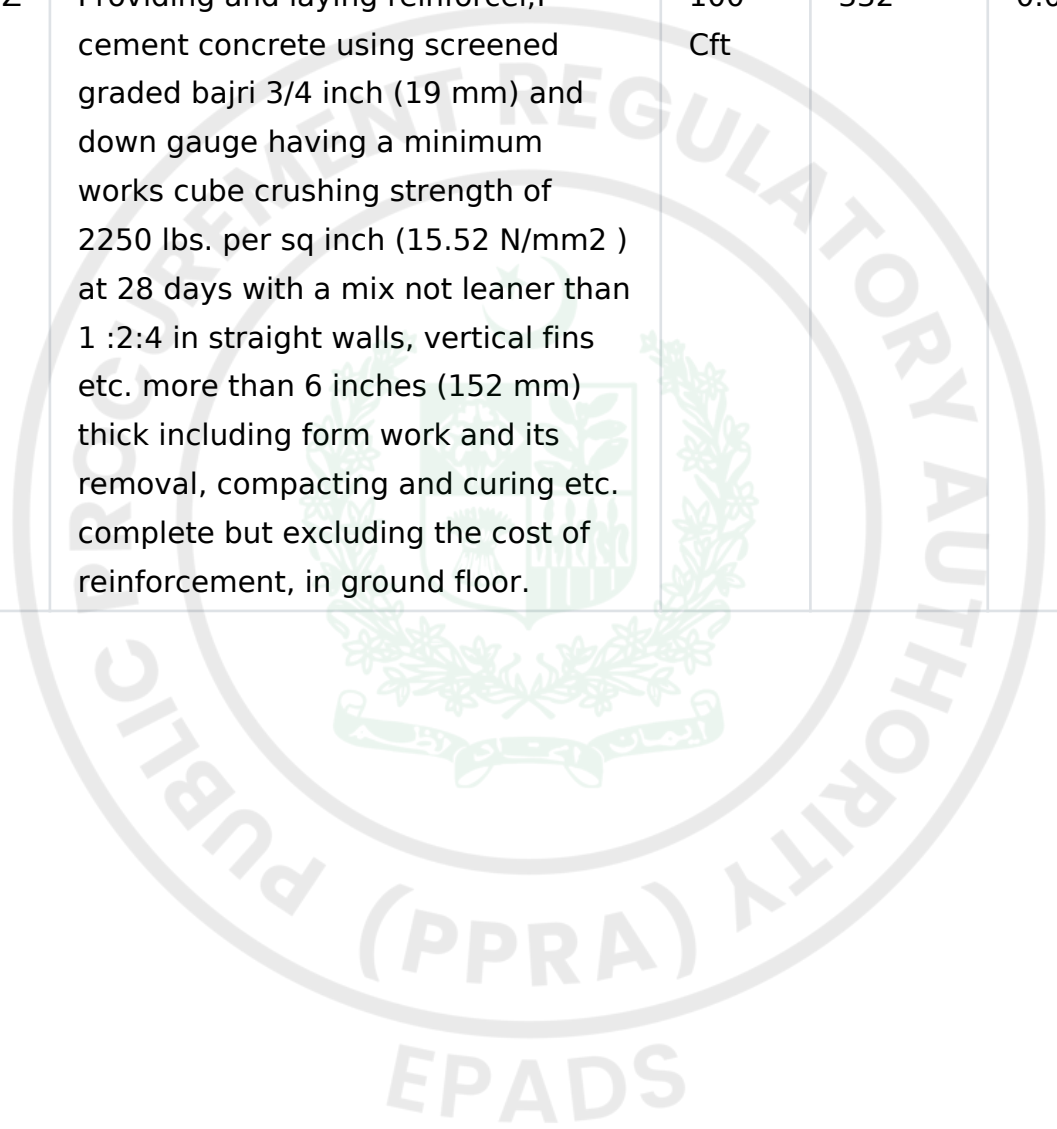 cement concrete using screened
Cft
graded bajri 3/4 inch (19 mm) and
down gauge having a minimum
works cube crushing strength of
2250 lbs. per sq inch (15.52 N/mm2 )
at 28 days with a mix not leaner than
1 :2:4 in straight walls, vertical fins
etc. more than 6 inches (152 mm)
thick including form work and its
removal, compacting and curing etc.
complete but excluding the cost of
reinforcement, in ground floor.
PUBLIC PROCUREMENT REGULATORY AUTHORITY
(PPRA)
EPADS